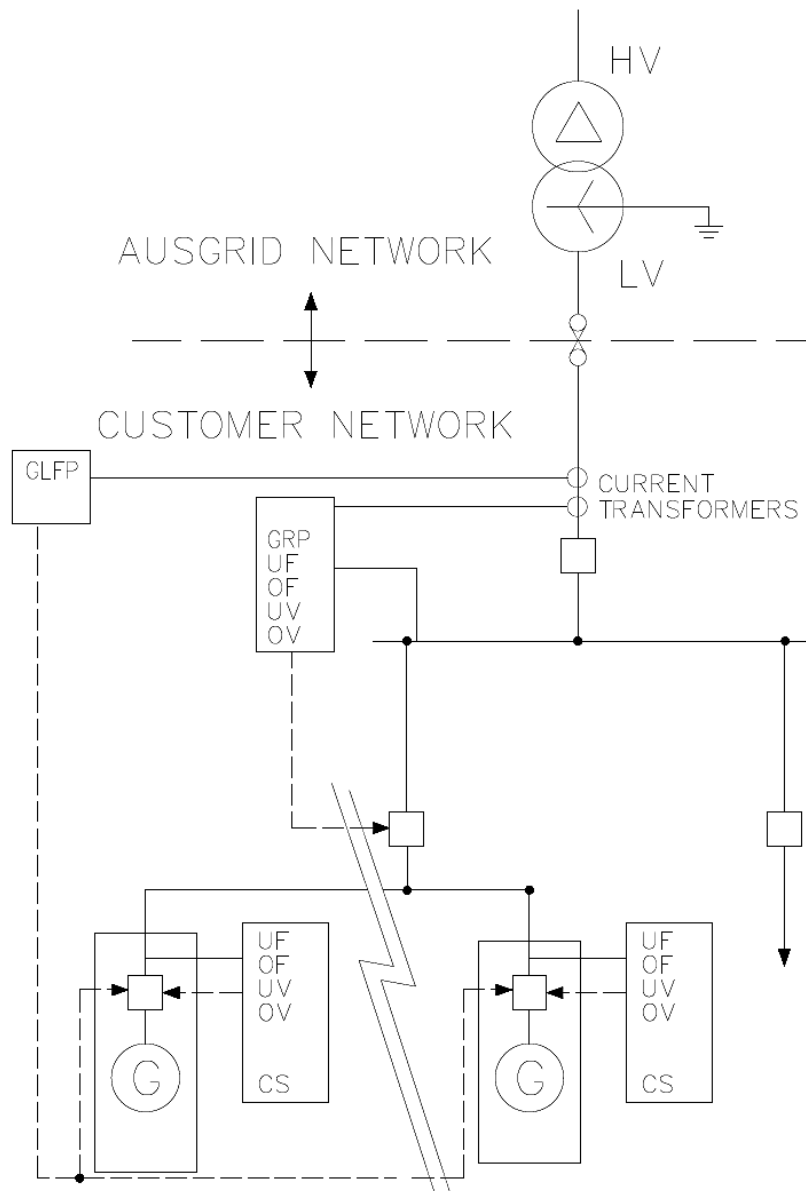 HV
AUSGRID NETWORK
LV
CUSTOMER NETWORK
GLFP
CURRENT
TRANSFORMERS
GRP
UF
OF
UV
OV
UF
OF
UV
OV
CS
G
UF
OF
UV
OV
CS
G